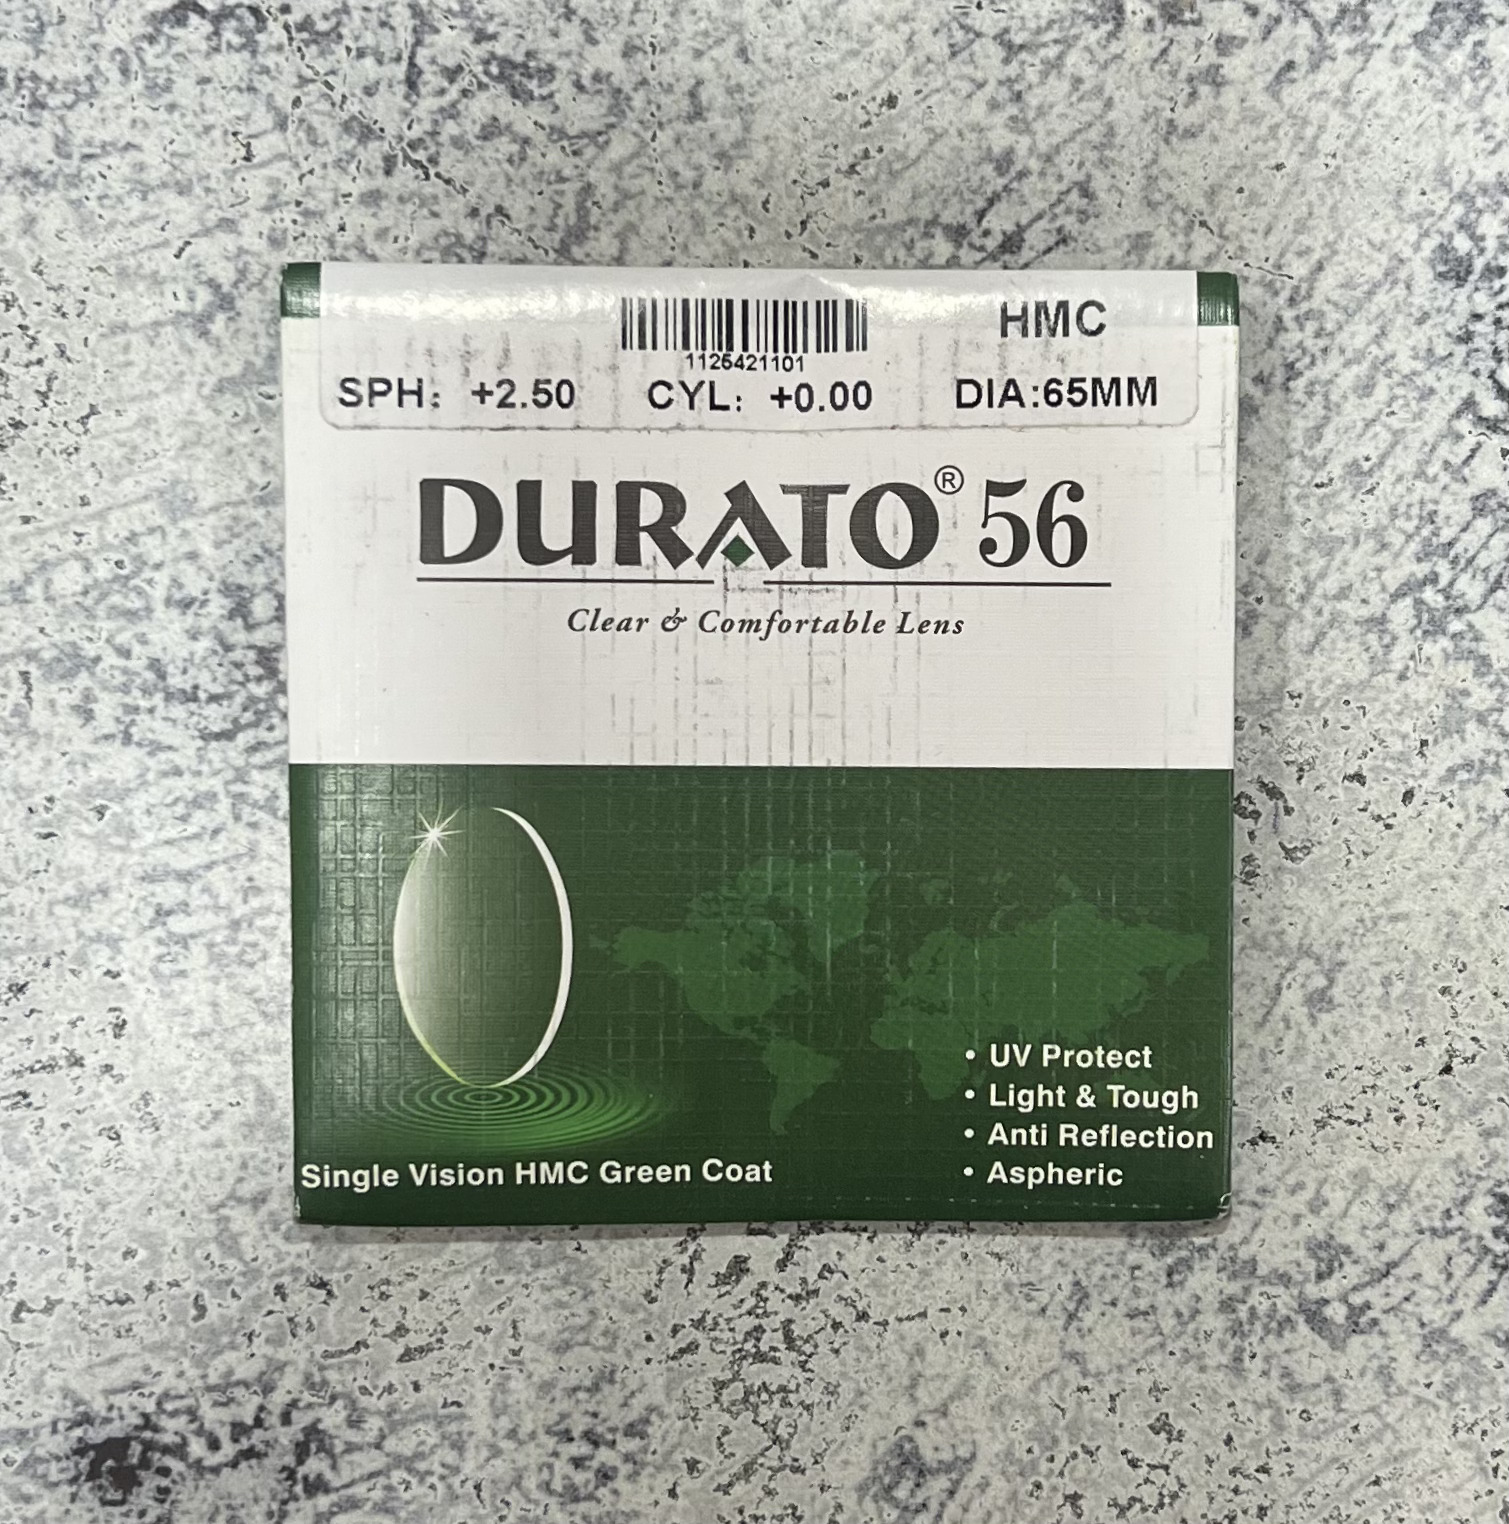 HMC
1126421101
SPH: +2.50 CYL: +0.00 DIA:65MM
DURATO® 56
Clear & Comfortable Lens
• UV Protect
• Light & Tough
• Anti Reflection
• Aspheric
Single Vision HMC Green Coat